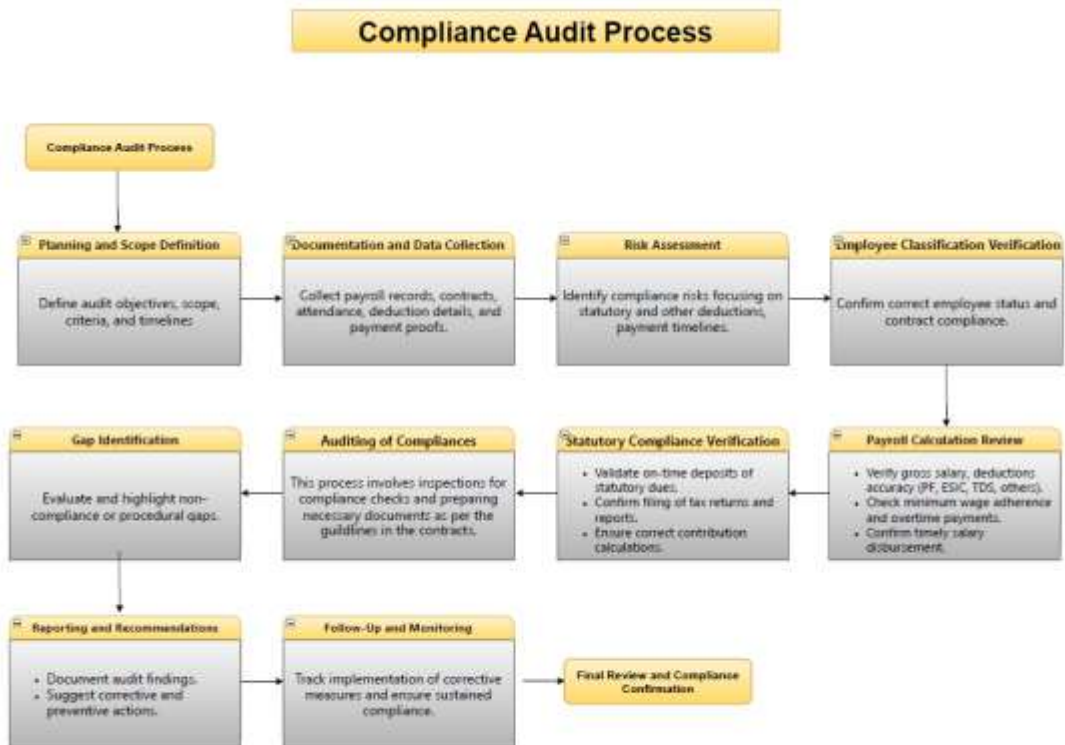 Compliance Audit Process
Compliance Audit Process
Planning and Scope Definition
Define audit objectives, scope,
criteria, and timelines
Documentation and Data Collection
Collect payroll records, contracts,
attendance, deduction details, and
payment proofs.
Risk Assessment
Identify compliance risks focusing on
statutory and other deductions,
payment timelines.
Employee Classification Verification
Confirm correct employee status and
contract compliance.
Payroll Calculation Review
• Verify gross salary, deductions
accuracy (PF, ESIC, TDS, others).
• Check minimum wage adherence
and overtime payments.
• Confirm timely salary
disbursement.
Statutory Compliance Verification
• Validate on-time deposits of
statutory dues.
• Confirm filing of tax returns and
reports.
• Ensure correct contribution
calculations.
Auditing of Compliances
This process involves inspections for
compliance checks and preparing
necessary documents as per the
guildlines in the contracts.
Gap Identification
Evaluate and highlight non-
compliance or procedural gaps.
Reporting and Recommendations
• Document audit findings.
• Suggest corrective and
preventive actions.
Follow-Up and Monitoring
Track implementation of corrective
measures and ensure sustained
compliance.
Final Review and Compliance
Confirmation